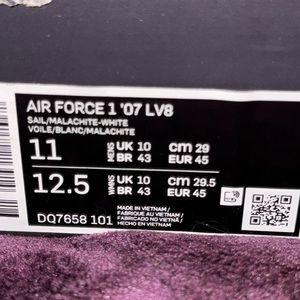 AIR FORCE 1 '07 LV8
SAIL/MALACHITE-WHITE
VOILE/BLANC/MALACHITE
11 MENS UK 10 cm 29
BR 43 EUR 45
12.5 WMNS UK 10 cm 29.5
BR 43 EUR 45
DQ7658 101
MADE IN VIETNAM /
FABRIQUÉ AU VIETNAM /
FABRICADO NO VIETNÃ /
HECHO EN VIETNAM